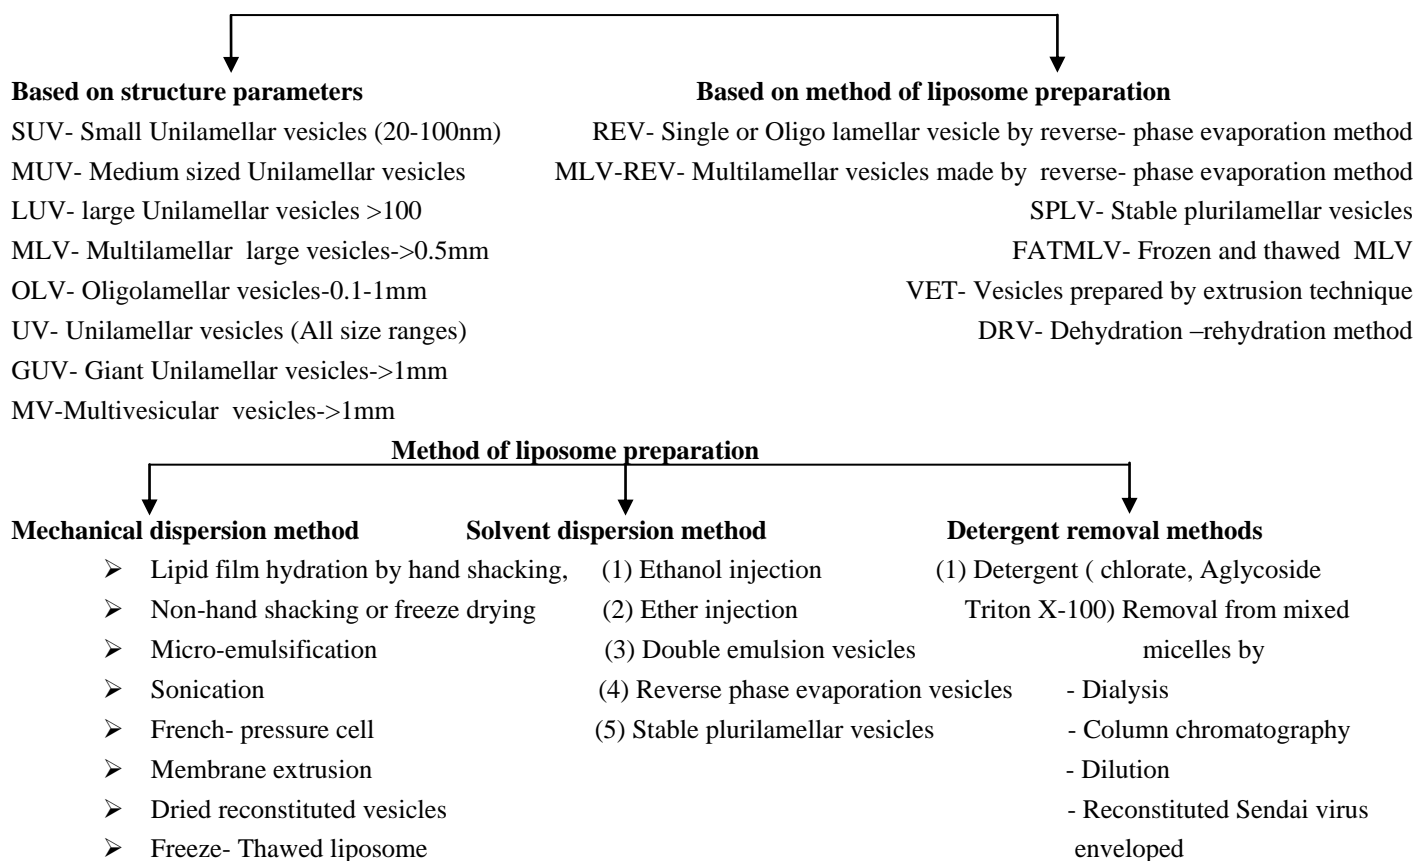 Based on structure parameters
SUV- Small Unilamellar vesicles (20-100nm)
MUV- Medium sized Unilamellar vesicles
LUV- large Unilamellar vesicles >100
MLV- Multilamellar large vesicles->0.5mm
OLV- Oligolamellar vesicles-0.1-1mm
UV- Unilamellar vesicles (All size ranges)
GUV- Giant Unilamellar vesicles->1mm
MV-Multivesicular vesicles->1mm
Based on method of liposome preparation
REV- Single or Oligo lamellar vesicle by reverse- phase evaporation method
MLV-REV- Multilamellar vesicles made by reverse- phase evaporation method
SPLV- Stable plurilamellar vesicles
FATMLV- Frozen and thawed MLV
VET- Vesicles prepared by extrusion technique
DRV- Dehydration –rehydration method
Method of liposome preparation
Mechanical dispersion method
➢ Lipid film hydration by hand shacking,
➢ Non-hand shacking or freeze drying
➢ Micro-emulsification
➢ Sonication
➢ French- pressure cell
➢ Membrane extrusion
➢ Dried reconstituted vesicles
➢ Freeze- Thawed liposome
Solvent dispersion method
(1) Ethanol injection
(2) Ether injection
(3) Double emulsion vesicles
(4) Reverse phase evaporation vesicles
(5) Stable plurilamellar vesicles
Detergent removal methods
(1) Detergent ( chlorate, Aglycoside
Triton X-100) Removal from mixed
micelles by
- Dialysis
- Column chromatography
- Dilution
- Reconstituted Sendai virus
enveloped